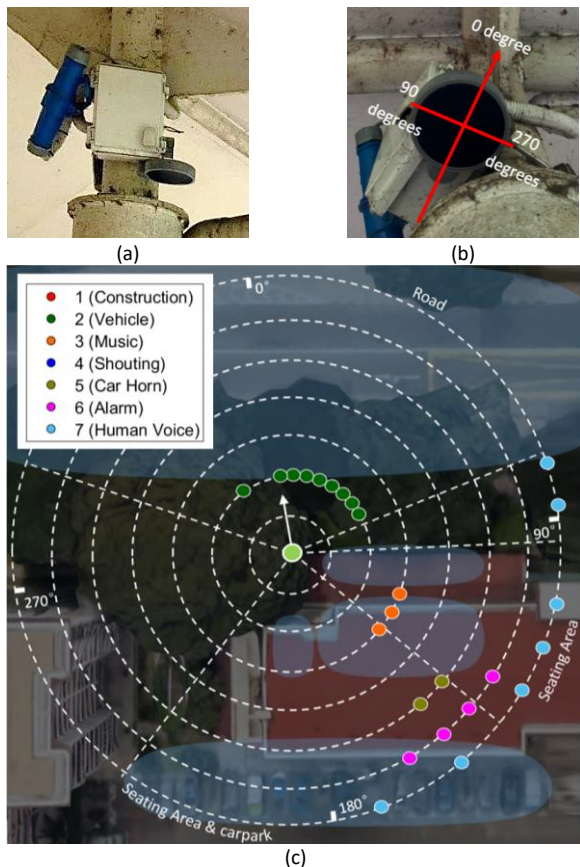 0 degree
90
degrees
270
degrees
(a)
(b)
1 (Construction)
2 (Vehicle)
3 (Music)
4 (Shouting)
5 (Car Horn)
6 (Alarm)
7 (Human Voice)
0°
Road
90°
270°
Seating Area
180°
Seating Area & carpark
(c)